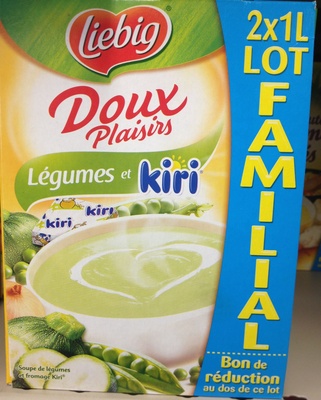 Liebig
Doux
Plaisirs
Légumes et kiri
kiri
kiri
Soupe de légumes
et fromage Kiri®
2x1L
LOT
FAMILIAL
Bon de
réduction
au dos de ce lot